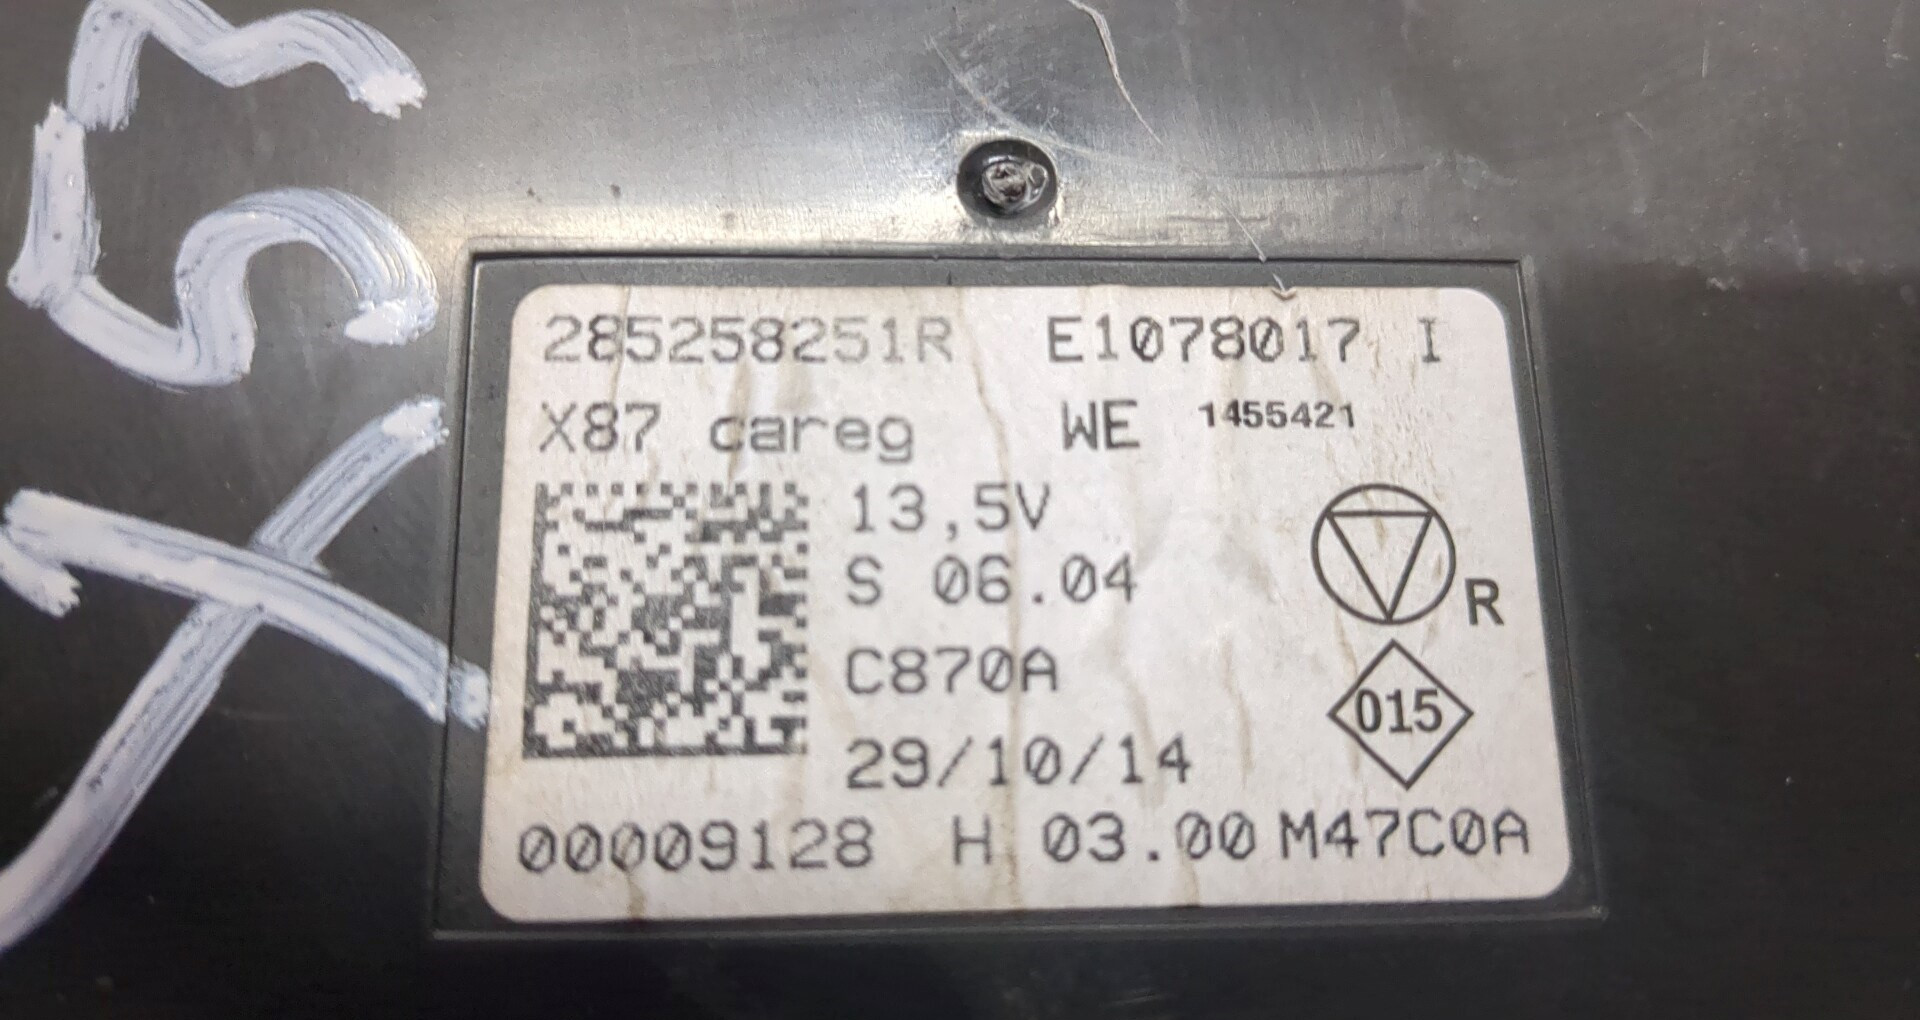 285258251R E1078017 I
X87 careg WE 1455421
13,5V
S 06.04
R
C870A
015
29/10/14
00009128 H 03.00 M47C0A